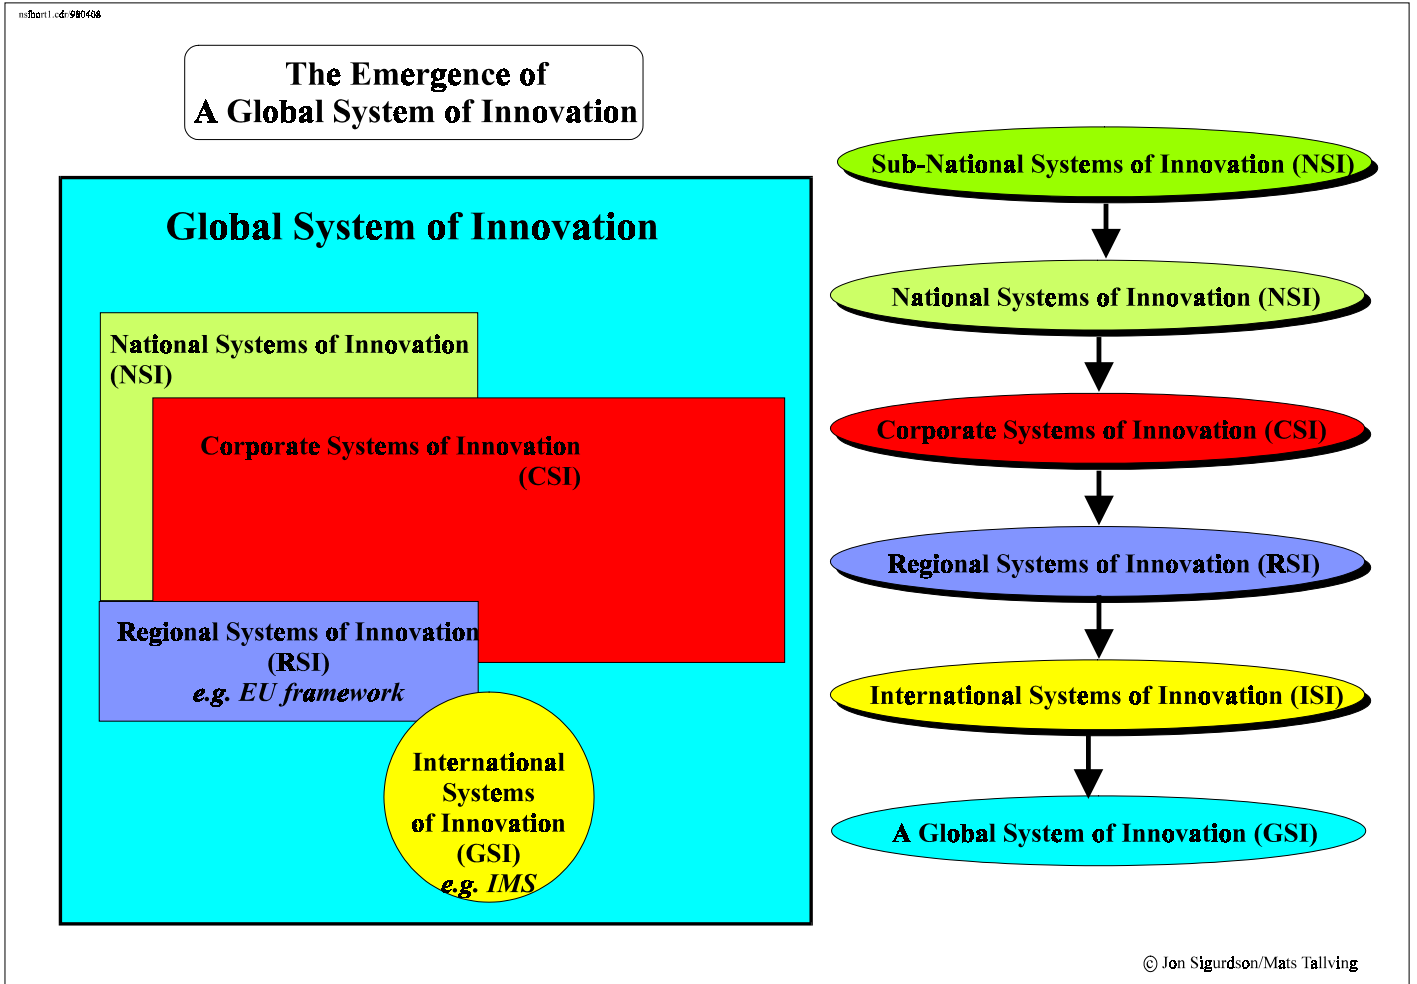 The Emergence of
A Global System of Innovation
Global System of Innovation
National Systems of Innovation
(NSI)
Corporate Systems of Innovation
(CSI)
Regional Systems of Innovation
(RSI)
e.g. EU framework
International
Systems
of Innovation
(GSI)
e.g. IMS
Sub-National Systems of Innovation (NSI)
National Systems of Innovation (NSI)
Corporate Systems of Innovation (CSI)
Regional Systems of Innovation (RSI)
International Systems of Innovation (ISI)
A Global System of Innovation (GSI)
© Jon Sigurdson/Mats Tallving